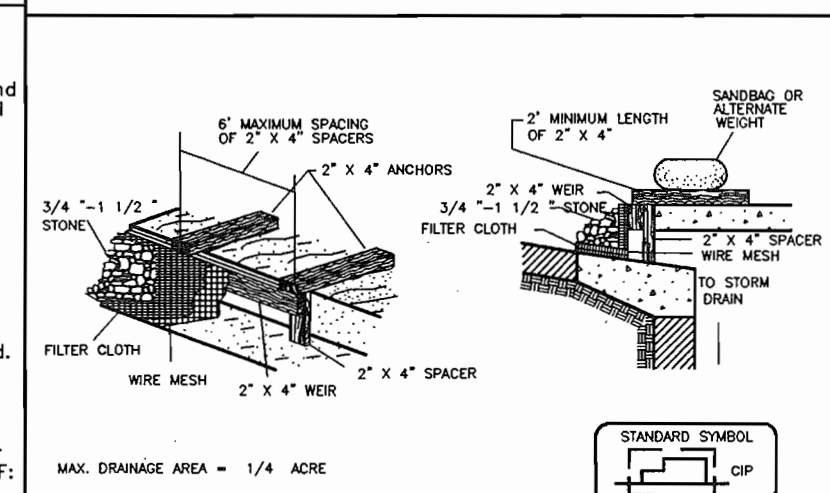 nd
d.
F:
6' MAXIMUM SPACING
OF 2" X 4" SPACERS
2" X 4" ANCHORS
3/4 "-1 1/2 "
STONE
FILTER CLOTH
WIRE MESH
2" X 4" WEIR
2" X 4" SPACER
MAX. DRAINAGE AREA = 1/4 ACRE
SANDBAG OR
ALTERNATE
WEIGHT
2' MINIMUM LENGTH
OF 2" X 4"
2" X 4" WEIR
3/4 "-1 1/2 " STONE
FILTER CLOTH
2" X 4" SPACER
WIRE MESH
TO STORM
DRAIN
STANDARD SYMBOL
CIP